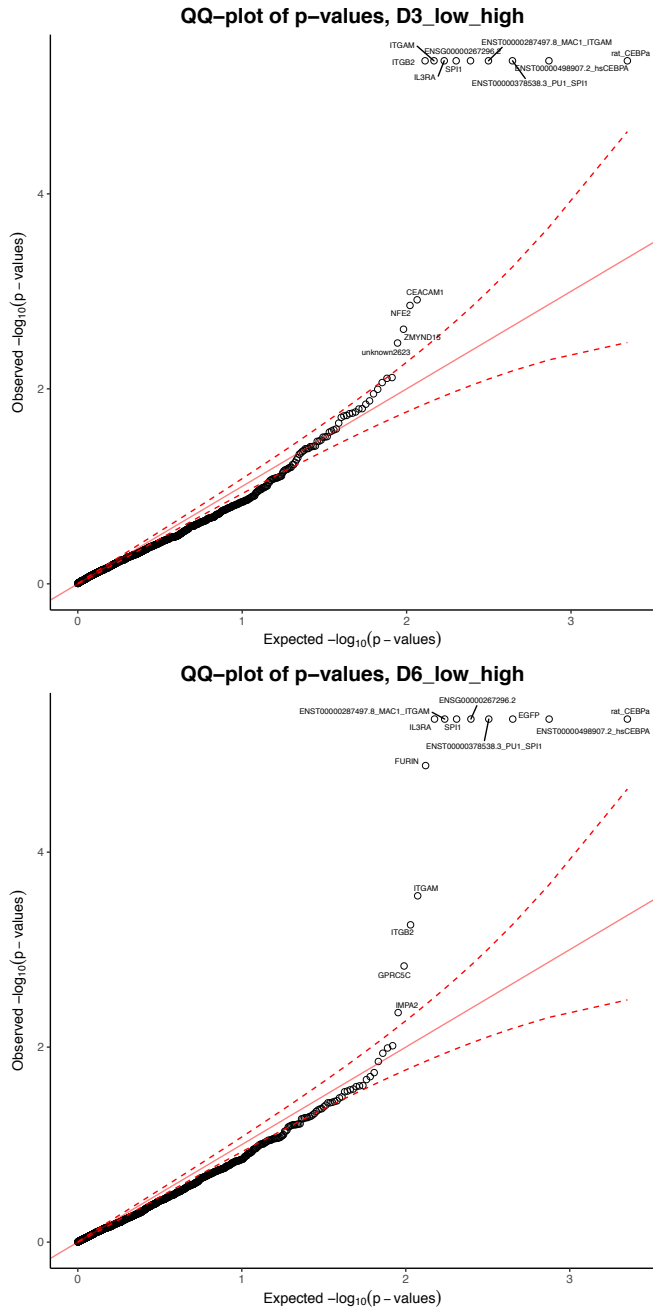 QQ−plot of p−values, D3_low_high
ITGAM
ENSG00000267296.2
ENST00000287497.8_MAC1_ITGAM
rat_CEBPa
ITGB2
SPI1
IL3RA
ENST00000498907.2_hsCEBPA
ENST00000378538.3_PU1_SPI1
4
CEACAM1
NFE2
ZMYND15
unknown2623
2
0
Observed −log10(p − values)
0
1
2
3
Expected −log10(p − values)
QQ−plot of p−values, D6_low_high
ENSG00000267296.2
ENST00000287497.8_MAC1_ITGAM
EGFP
rat_CEBPa
IL3RA
SPI1
ENST00000498907.2_hsCEBPA
ENST00000378538.3_PU1_SPI1
FURIN
4
ITGAM
ITGB2
GPRC5C
IMPA2
2
0
Observed −log10(p − values)
0
1
2
3
Expected −log10(p − values)